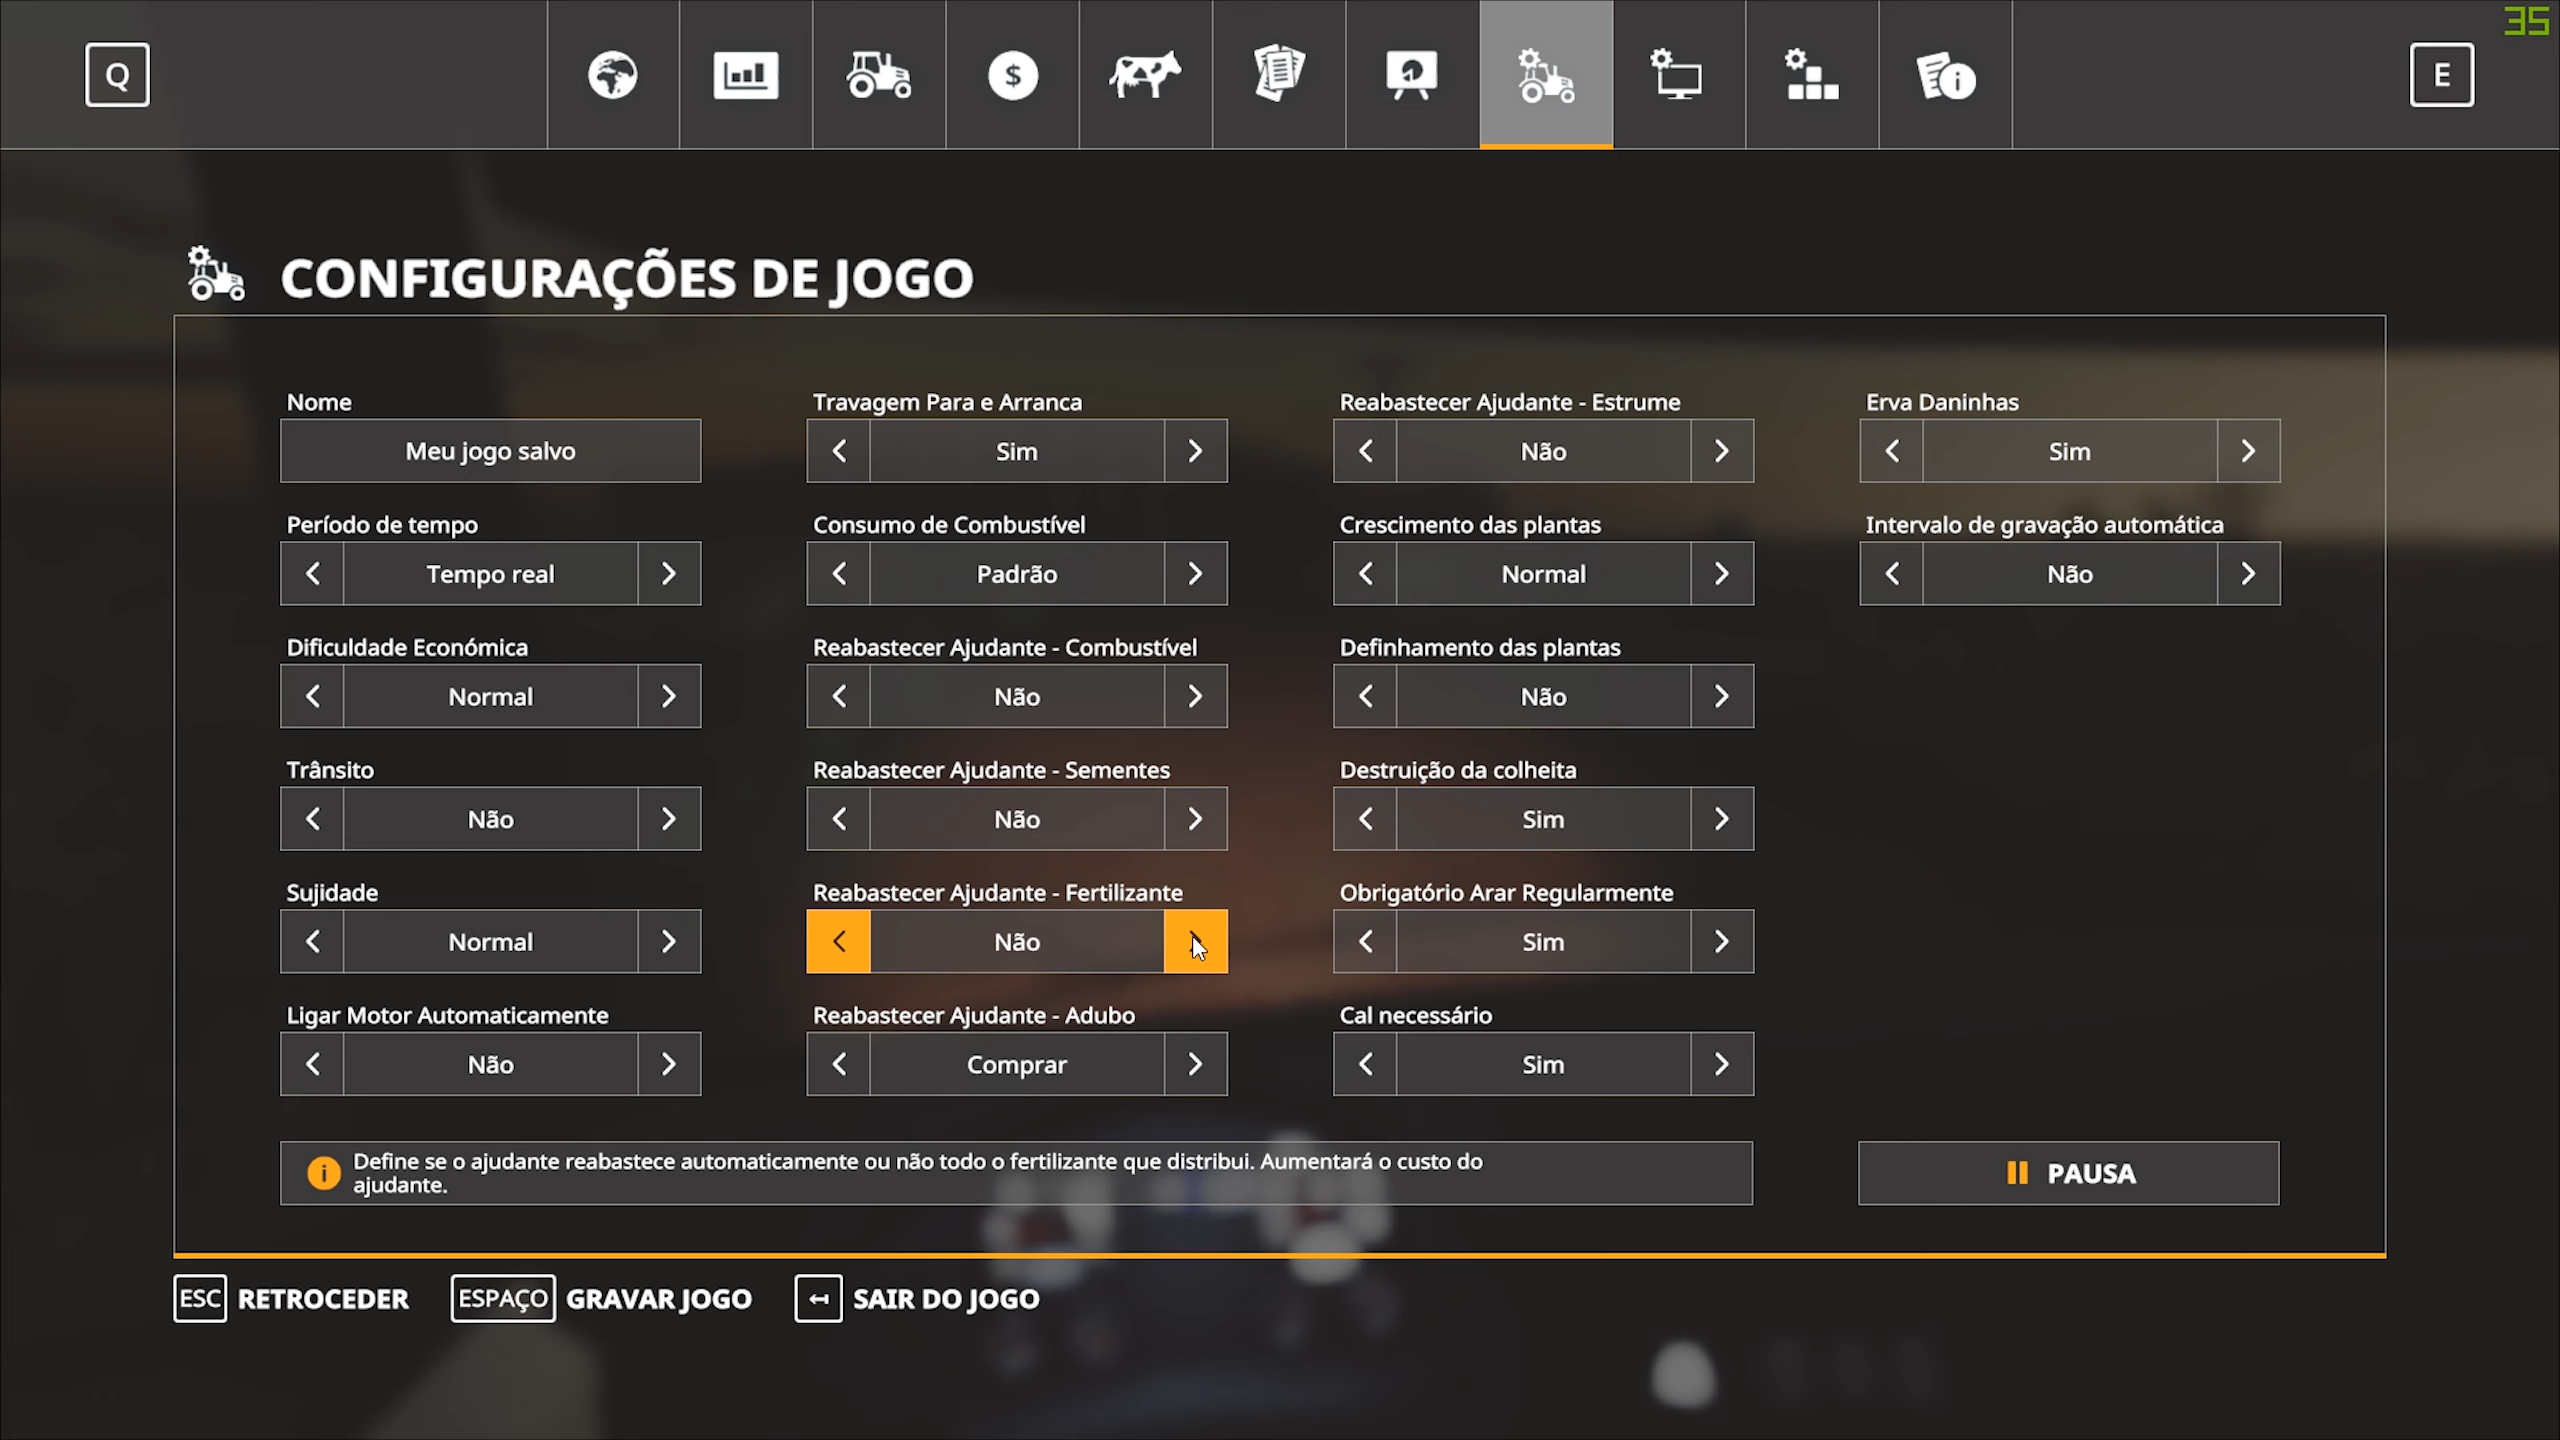 35
Q
E
CONFIGURAÇÕES DE JOGO
Nome
Meu jogo salvo
Período de tempo
Tempo real
Dificuldade Económica
Normal
Trânsito
Não
Sujidade
Normal
Ligar Motor Automaticamente
Não
Travagem Para e Arranca
Sim
Consumo de Combustível
Padrão
Reabastecer Ajudante - Combustível
Não
Reabastecer Ajudante - Sementes
Não
Reabastecer Ajudante - Fertilizante
Não
Reabastecer Ajudante - Adubo
Comprar
Reabastecer Ajudante - Estrume
Não
Crescimento das plantas
Normal
Definhamento das plantas
Não
Destruição da colheita
Sim
Obrigatório Arar Regularmente
Sim
Cal necessário
Sim
Erva Daninhas
Sim
Intervalo de gravação automática
Não
Define se o ajudante reabastece automaticamente ou não todo o fertilizante que distribui. Aumentará o custo do
ajudante.
PAUSA
ESC RETROCEDER ESPAÇO GRAVAR JOGO SAIR DO JOGO